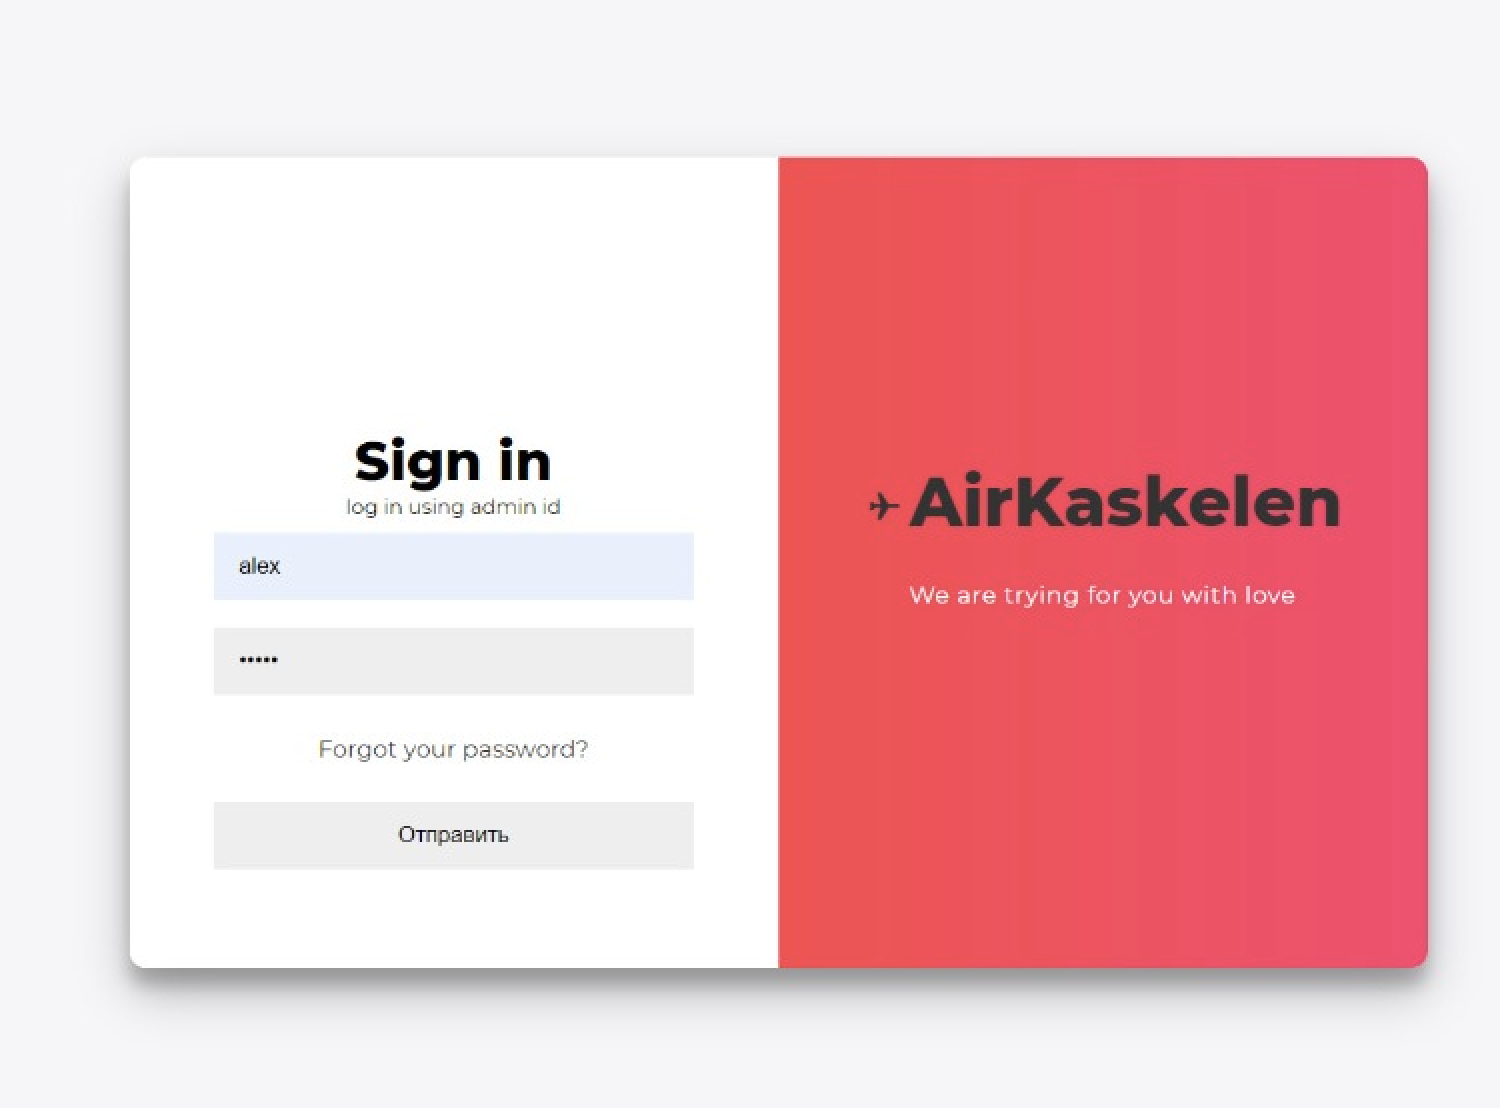 Sign in
log in using admin id
alex
•••••
Forgot your password?
Отправить
✈ AirKaskelen
We are trying for you with love